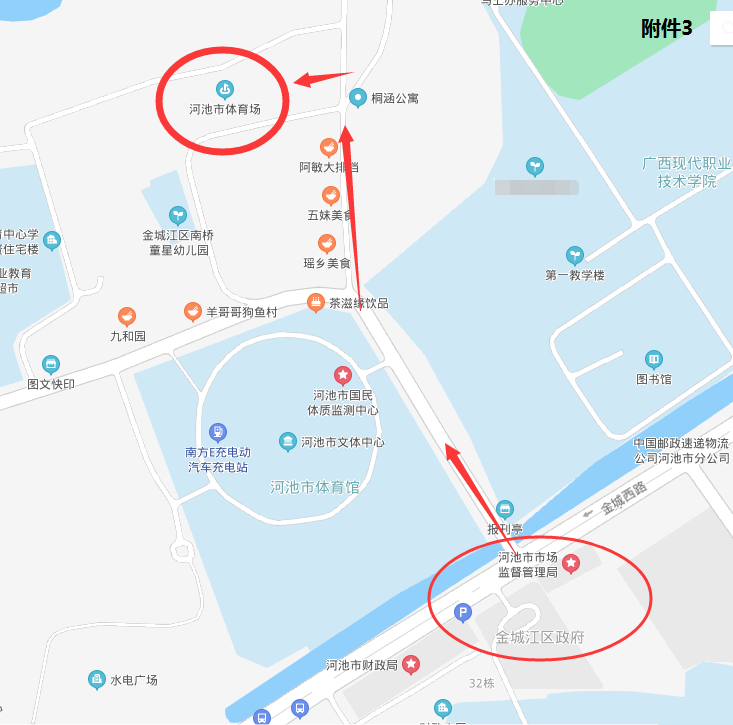 附件3
河池市体育场
桐涵公寓
阿敏大排档
广西现代职业
技术学院
五妹美食
金城江区南桥
童星幼儿园
瑶乡美食
第一教学楼
超市
茶滋缘饮品
羊哥哥狗鱼村
九和园
图文快印
河池市国民
体质监测中心
图书馆
南方E充电动
汽车充电站
河池市文体中心
河池市体育馆
中国邮政速递物流
公司河池市分公司
金城西路
报刊亭
河池市市场
监督管理局
P
金城江区政府
河池市财政局
水电广场
32栋